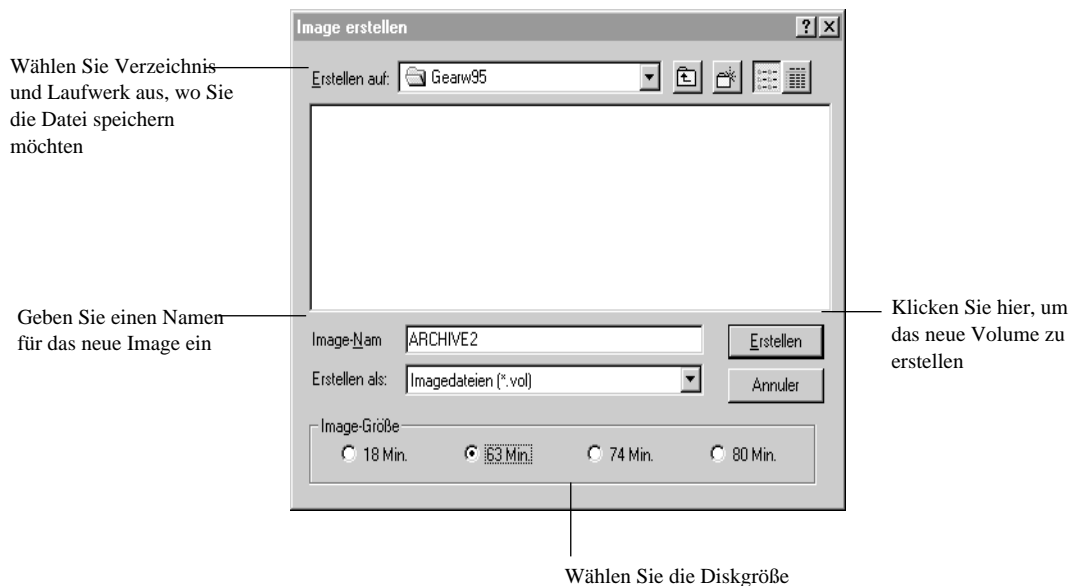 Image erstellen
Wählen Sie Verzeichnis
und Laufwerk aus, wo Sie
die Datei speichern
möchten
Erstellen auf: Gearw95
Geben Sie einen Namen
für das neue Image ein
Klicken Sie hier, um
das neue Volume zu
erstellen
Image-Nam ARCHIVE2 Erstellen
Erstellen als: Imagedateien (*.vol) Annuler
Image-Größe
18 Min. 63 Min. 74 Min. 80 Min.
Wählen Sie die Diskgröße